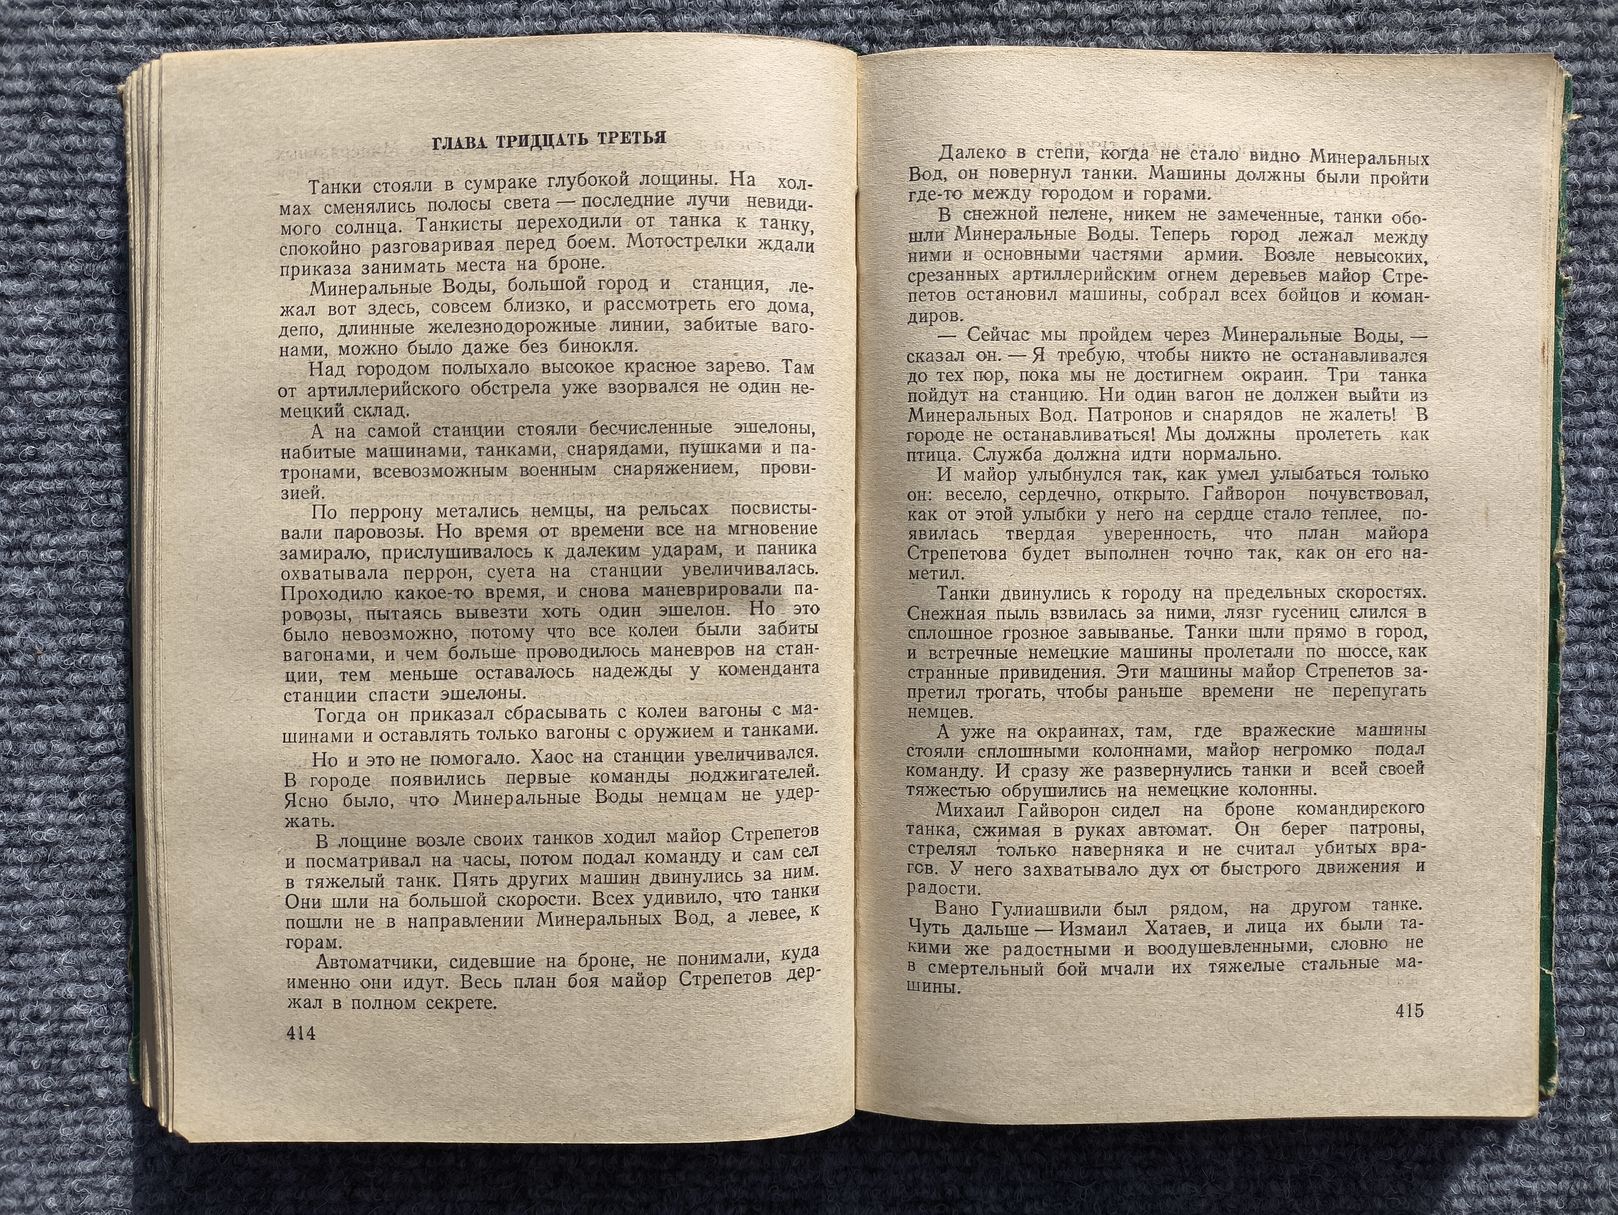 ГЛАВА ТРИДЦАТЬ ТРЕТЬЯ
Танки стояли в сумраке глубокой лощины. На хол-
мах сменялись полосы света — последние лучи невиди-
мого солнца. Танкисты переходили от танка к танку,
спокойно разговаривая перед боем. Мотострелки ждали
приказа занимать места на броне.
Минеральные Воды, большой город и станция, ле-
жал вот здесь, совсем близко, и рассмотреть его дома,
депо, длинные железнодорожные линии, забитые ваго-
нами, можно было даже без бинокля.
Над городом полыхало высокое красное зарево. Там
от артиллерийского обстрела уже взорвался не один не-
мецкий склад.
А на самой станции стояли бесчисленные эшелоны,
набитые машинами, танками, снарядами, пушками и па-
тронами, всевозможным военным снаряжением, прови-
зией.
По перрону метались немцы, на рельсах посвисты-
вали паровозы. Но время от времени все на мгновение
замирало, прислушивалось к далеким ударам, и паника
охватывала перрон, суета на станции увеличивалась.
Проходило какое-то время, и снова маневрировали па-
ровозы, пытаясь вывезти хоть один эшелон. Но это
было невозможно, потому что все колеи были забиты
вагонами, и чем больше проводилось маневров на стан-
ции, тем меньше оставалось надежды у коменданта
станции спасти эшелоны.
Тогда он приказал сбрасывать с колеи вагоны с ма-
шинами и оставлять только вагоны с оружием и танками.
Но и это не помогало. Хаос на станции увеличивался.
В городе появились первые команды поджигателей.
Ясно было, что Минеральные Воды немцам не удер-
жать.
В лощине возле своих танков ходил майор Стрепетов
и посматривал на часы, потом подал команду и сам сел
в тяжелый танк. Пять других машин двинулись за ним.
Они шли на большой скорости. Всех удивило, что танки
пошли не в направлении Минеральных Вод, а левее, к
горам.
Автоматчики, сидевшие на броне, не понимали, куда
именно они идут. Весь план боя майор Стрепетов дер-
жал в полном секрете.
414
Далеко в степи, когда не стало видно Минеральных
Вод, он повернул танки. Машины должны были пройти
где-то между городом и горами.
В снежной пелене, никем не замеченные, танки обо-
шли Минеральные Воды. Теперь город лежал между
ними и основными частями армии. Возле невысоких,
срезанных артиллерийским огнем деревьев майор Стре-
петов остановил машины, собрал всех бойцов и коман-
диров.
— Сейчас мы пройдем через Минеральные Воды, —
сказал он. — Я требую, чтобы никто не останавливался
до тех пор, пока мы не достигнем окраин. Три танка
пойдут на станцию. Ни один вагон не должен выйти из
Минеральных Вод. Патронов и снарядов не жалеть! В
городе не останавливаться! Мы должны пролететь как
птица. Служба должна идти нормально.
И майор улыбнулся так, как умел улыбаться только
он: весело, сердечно, открыто. Гайворон почувствовал,
как от этой улыбки у него на сердце стало теплее, по-
явилась твердая уверенность, что план майора
Стрепетова будет выполнен точно так, как он его на-
метил.
Танки двинулись к городу на предельных скоростях.
Снежная пыль взвилась за ними, лязг гусениц слился в
сплошное грозное завыванье. Танки шли прямо в город,
и встречные немецкие машины пролетали по шоссе, как
странные привидения. Эти машины майор Стрепетов за-
претил трогать, чтобы раньше времени не перепугать
немцев.
А уже на окраинах, там, где вражеские машины
стояли сплошными колоннами, майор негромко подал
команду. И сразу же развернулись танки и всей своей
тяжестью обрушились на немецкие колонны.
Михаил Гайворон сидел на броне командирского
танка, сжимая в руках автомат. Он берег патроны,
стрелял только наверняка и не считал убитых вра-
гов. У него захватывало дух от быстрого движения и
радости.
Вано Гулиашвили был рядом, на другом танке.
Чуть дальше — Измаил Хатаев, и лица их были та-
кими же радостными и воодушевленными, словно не
в смертельный бой мчали их тяжелые стальные ма-
шины.
415